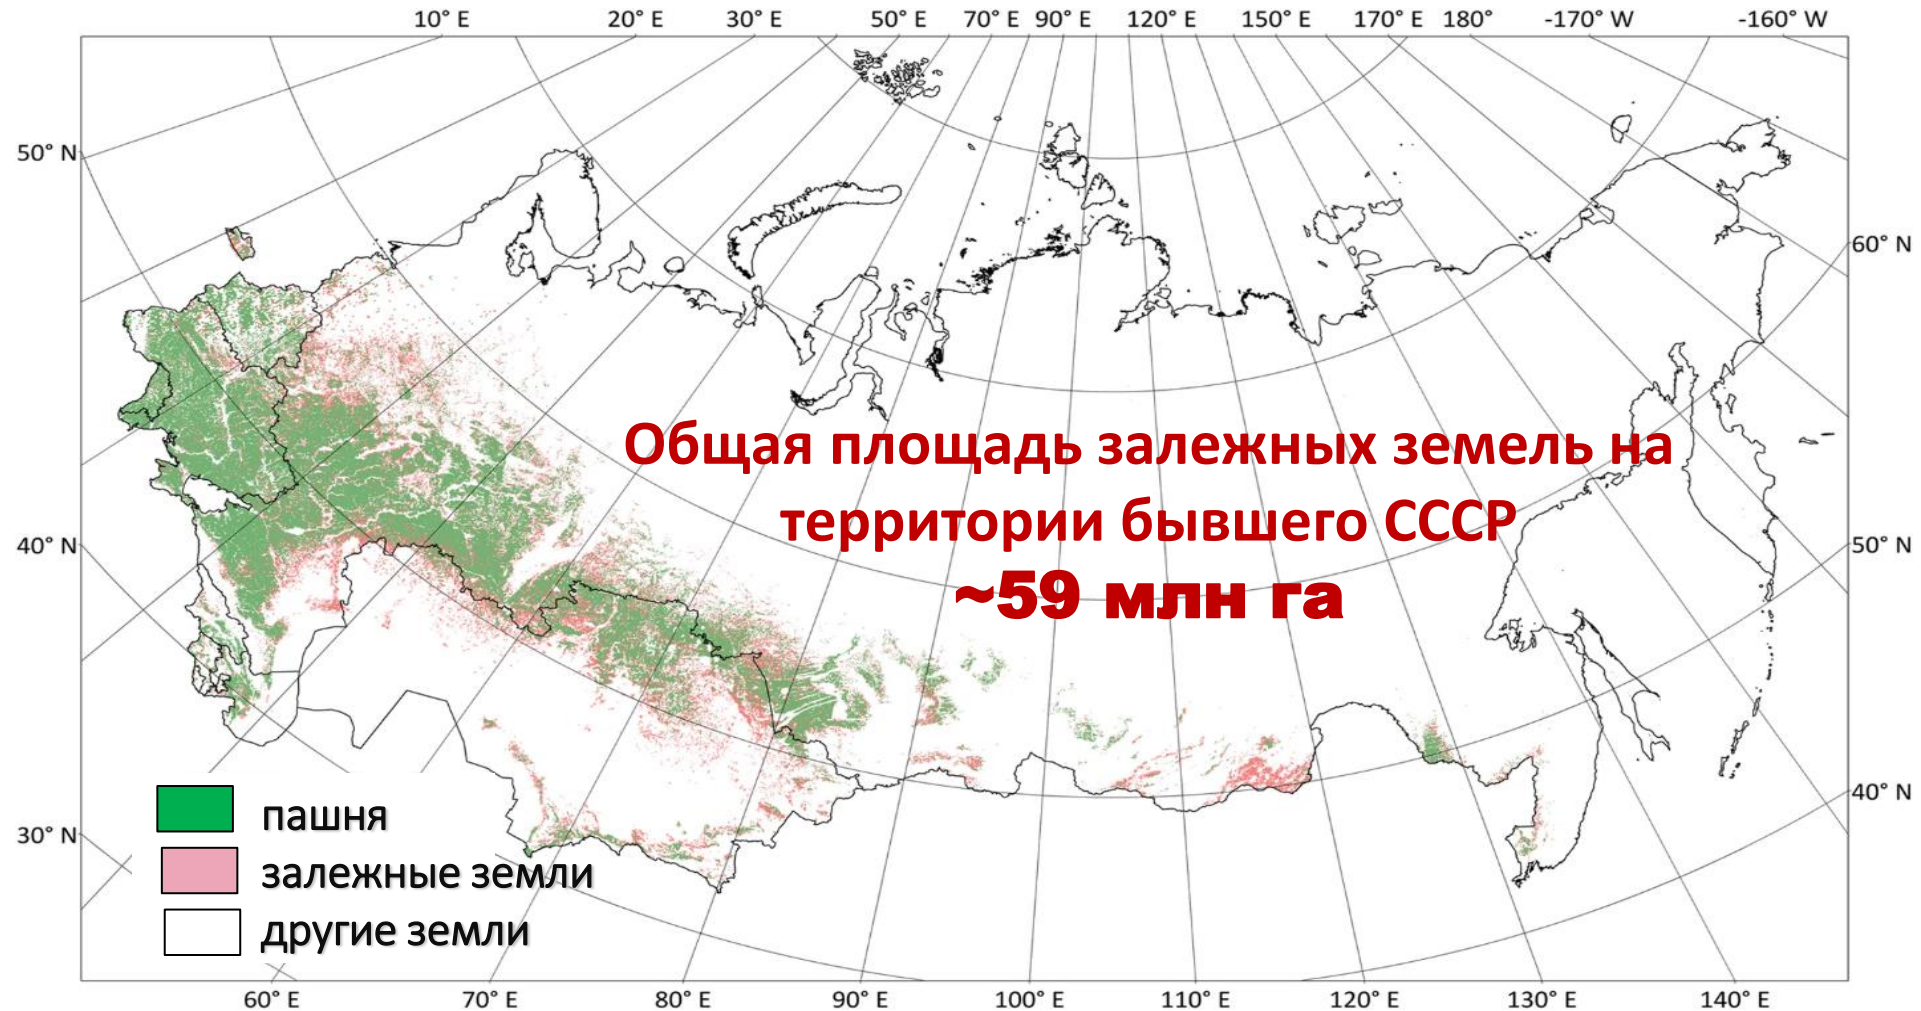 10° E 20° E 30° E 50° E 70° E 90° E 120° E 150° E 170° E 180° -170° W -160° W
50° N
60° N
Общая площадь залежных земель на
территории бывшего СССР
~59 млн га
40° N
50° N
40° N
30° N
пашня
залежные земли
другие земли
60° E 70° E 80° E 90° E 100° E 110° E 120° E 130° E 140° E